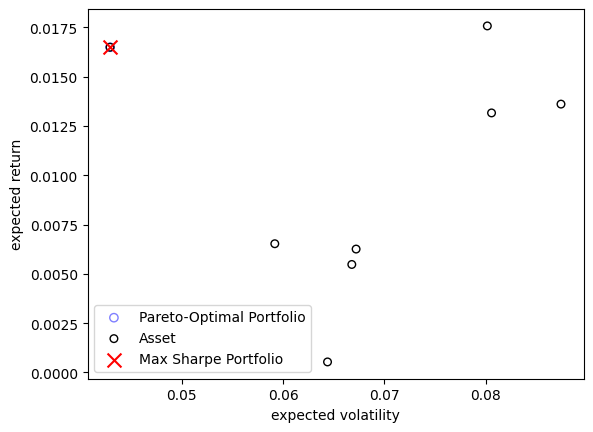 0.0175
0.0150
0.0125
0.0100
0.0075
0.0050
0.0025
0.0000
expected return
Pareto-Optimal Portfolio
Asset
Max Sharpe Portfolio
0.05 0.06 0.07 0.08
expected volatility